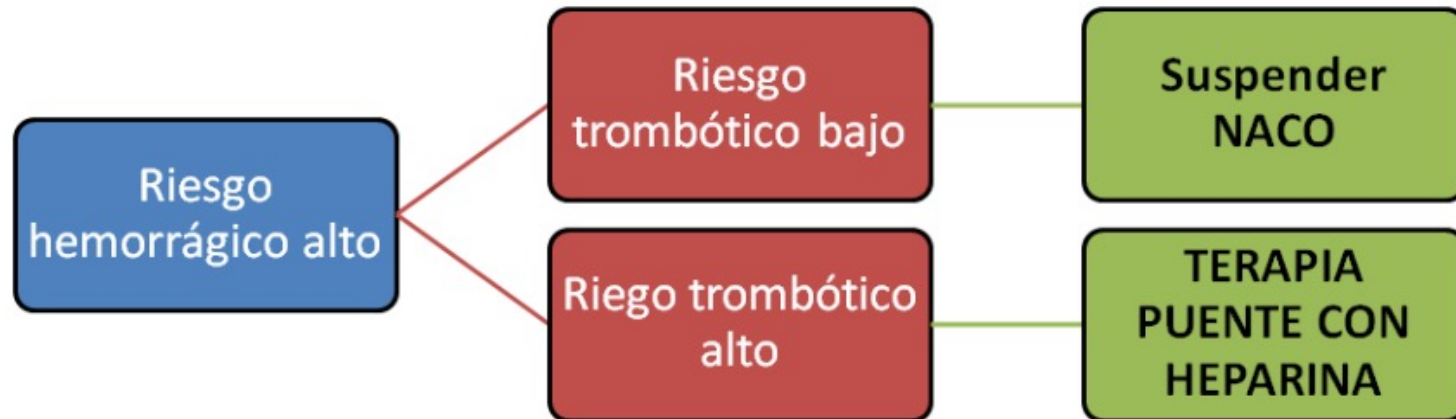 Riesgo
hemorrágico alto
Riesgo
trombótico bajo
Suspender
NACO
Riego trombótico
alto
TERAPIA
PUENTE CON
HEPARINA